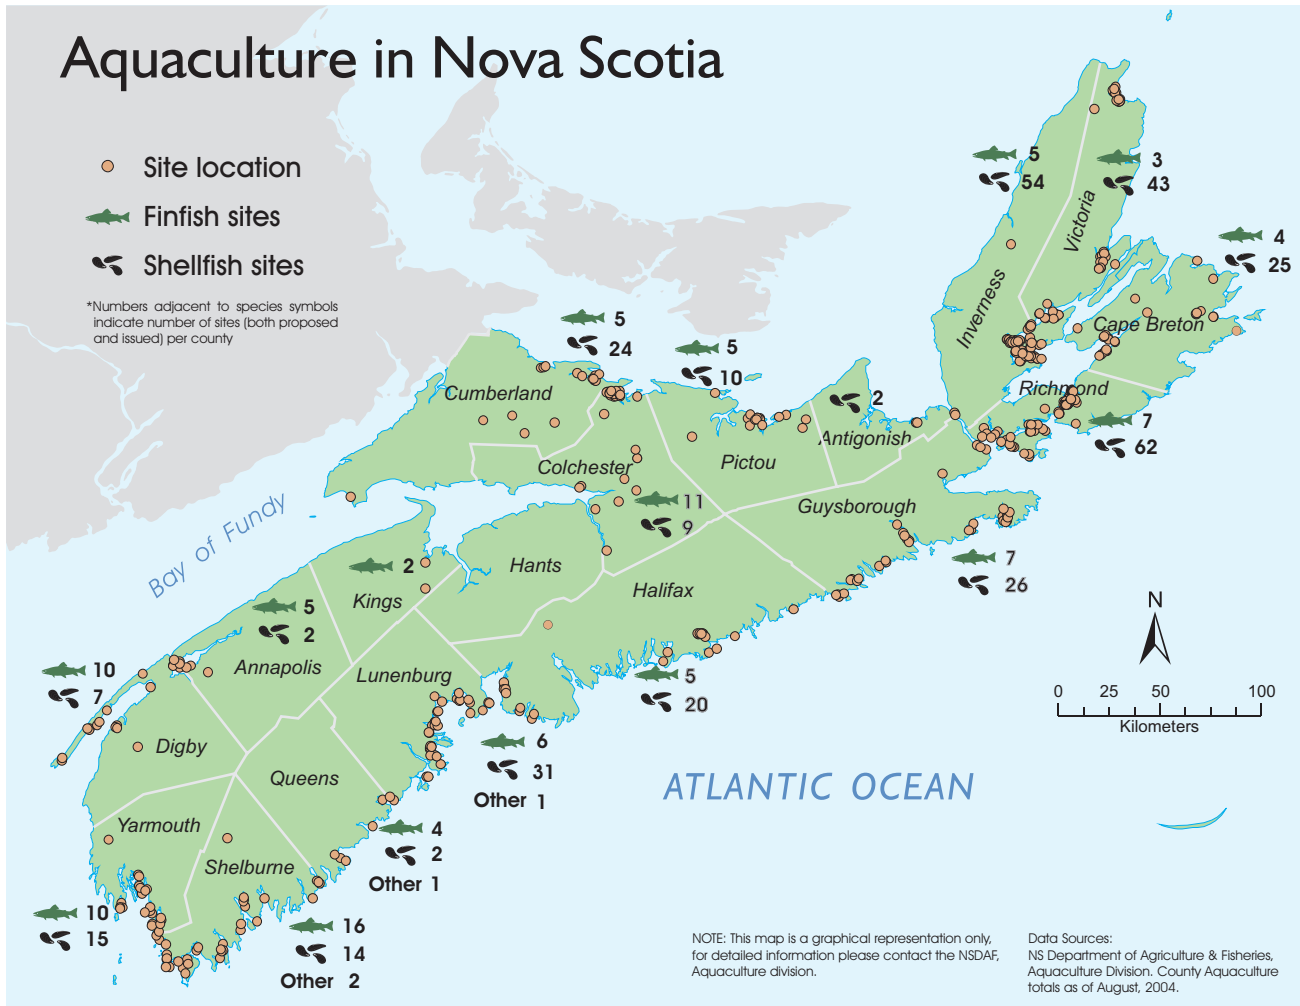 Aquaculture in Nova Scotia
Site location
Finfish sites
Shellfish sites
*Numbers adjacent to species symbols
indicate number of sites (both proposed
and issued) per county
5
54
3
43
Victoria
Inverness
4
25
Cape Breton
Richmond
7
62
5
24
Cumberland
5
10
2
Antigonish
Pictou
Colchester
11
9
Guysborough
7
26
Bay of Fundy
Hants
Halifax
2
Kings
5
2
Annapolis
Lunenburg
5
20
10
7
Digby
Queens
6
31
Other 1
Yarmouth
Shelburne
4
2
Other 1
10
15
16
14
Other 2
ATLANTIC OCEAN
N
0 25 50 100
Kilometers
NOTE: This map is a graphical representation only,
for detailed information please contact the NSDAF,
Aquaculture division.
Data Sources:
NS Department of Agriculture & Fisheries,
Aquaculture Division. County Aquaculture
totals as of August, 2004.